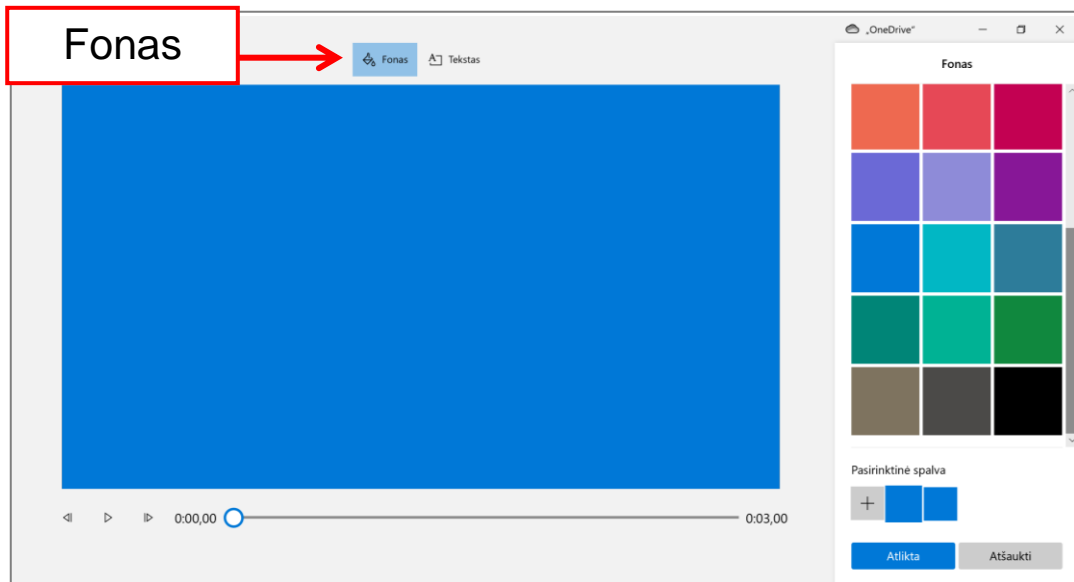 Fonas
„OneDrive“
Fonas
Tekstas
Fonas
Pasirinktinė spalva
0:00,00
0:03,00
Atlikta
Atšaukti